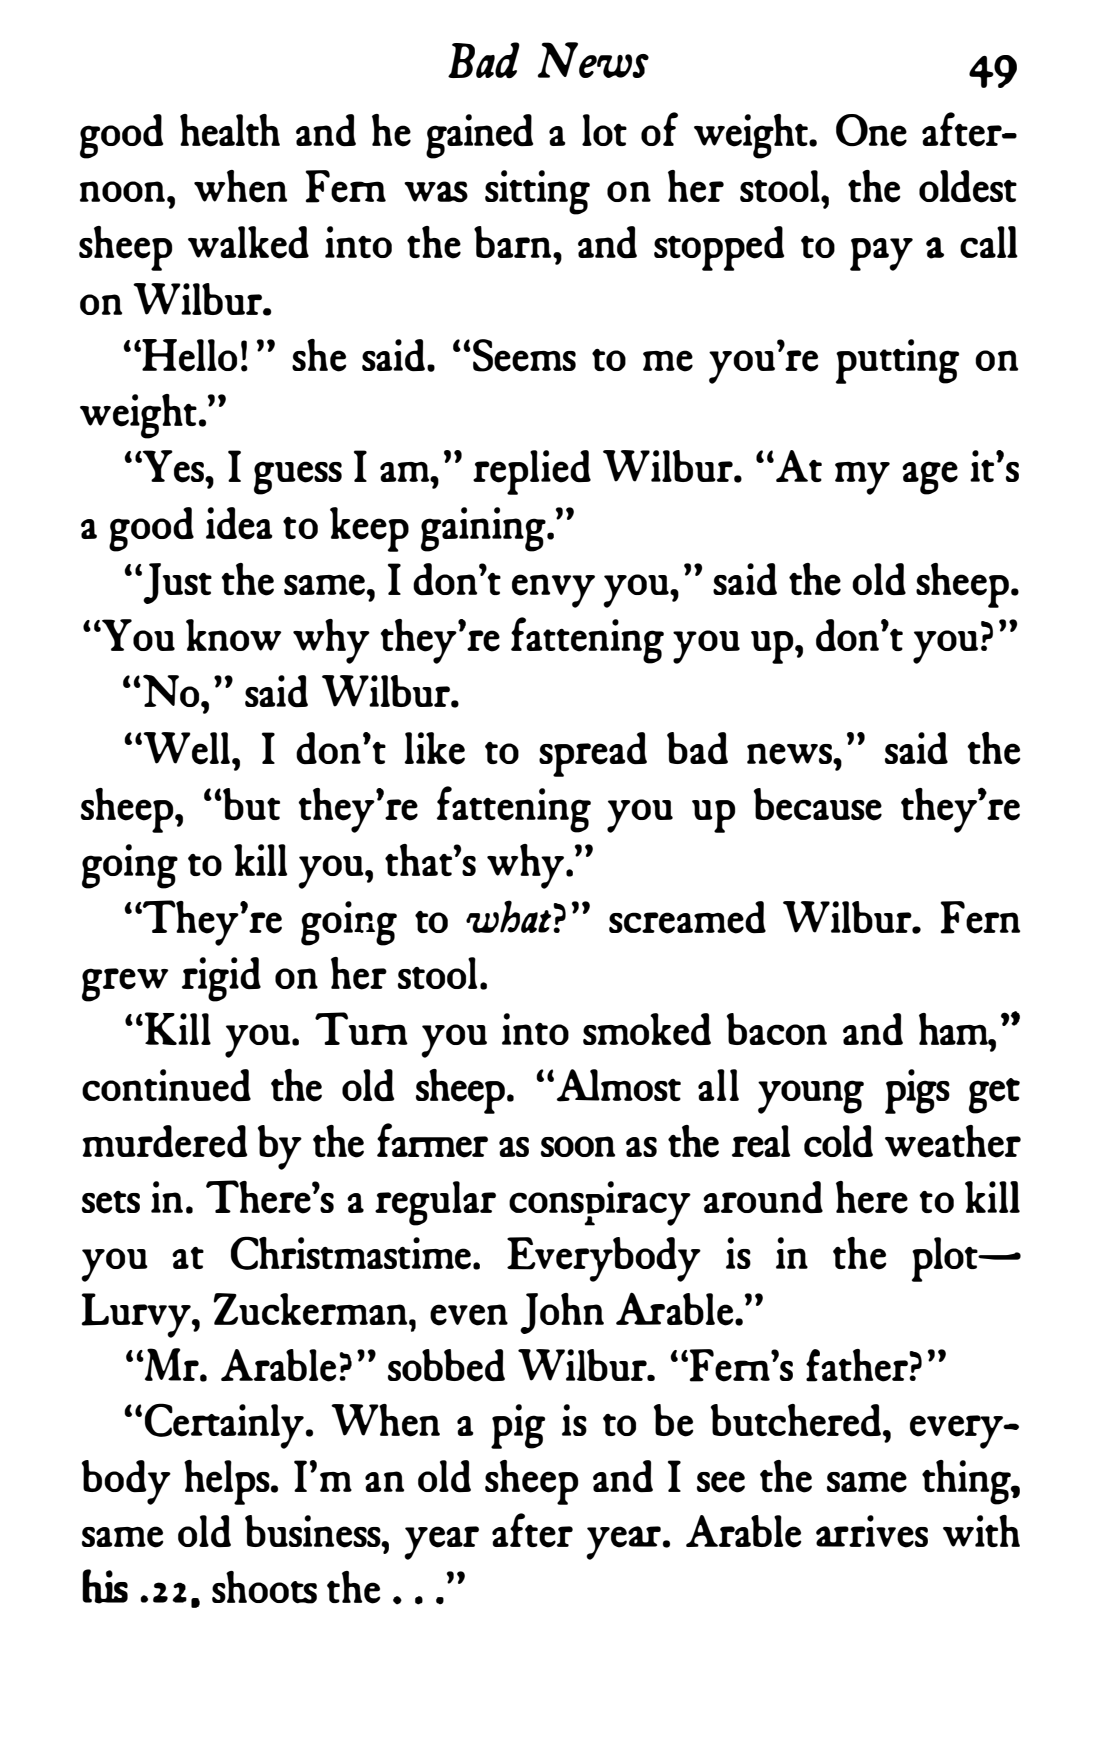 Bad News 49
good health and he gained a lot of weight. One after-
noon, when Fern was sitting on her stool, the oldest
sheep walked into the barn, and stopped to pay a call
on Wilbur.
“Hello!” she said. “Seems to me you’re putting on
weight.”
“Yes, I guess I am,” replied Wilbur. “At my age it’s
a good idea to keep gaining.”
“Just the same, I don’t envy you,” said the old sheep.
“You know why they’re fattening you up, don’t you?”
“No,” said Wilbur.
“Well, I don’t like to spread bad news,” said the
sheep, “but they’re fattening you up because they’re
going to kill you, that’s why.”
“They’re going to what?” screamed Wilbur. Fern
grew rigid on her stool.
“Kill you. Turn you into smoked bacon and ham,”
continued the old sheep. “Almost all young pigs get
murdered by the farmer as soon as the real cold weather
sets in. There’s a regular conspiracy around here to kill
you at Christmastime. Everybody is in the plot—
Lurvy, Zuckerman, even John Arable.”
“Mr. Arable?” sobbed Wilbur. “Fern’s father?”
“Certainly. When a pig is to be butchered, every-
body helps. I’m an old sheep and I see the same thing,
same old business, year after year. Arable arrives with
his .22, shoots the . . .”